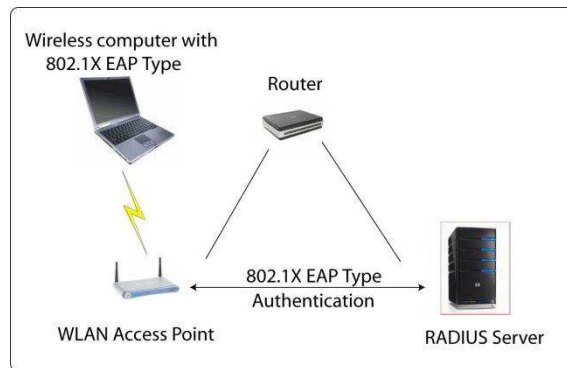 Wireless computer with
802.1X EAP Type
Router
802.1X EAP Type
Authentication
WLAN Access Point
RADIUS Server